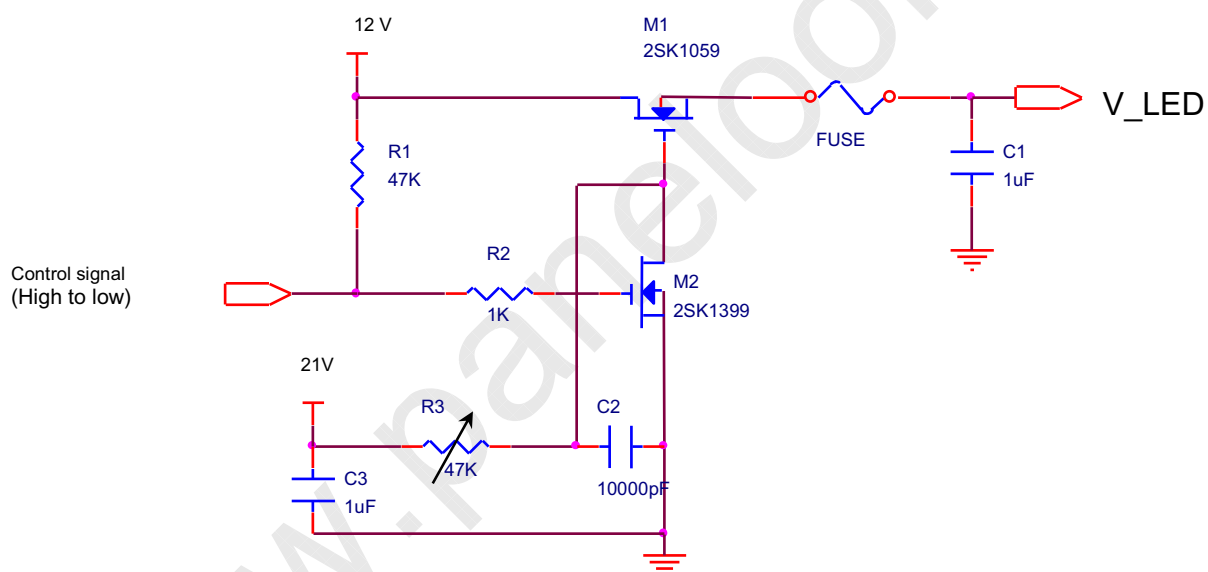 12 V
M1
2SK1059
V_LED
FUSE
R1
47K
C1
1uF
Control signal
(High to low)
R2
1K
M2
2SK1399
21V
R3
47K
C2
10000pF
C3
1uF
w.paneloo